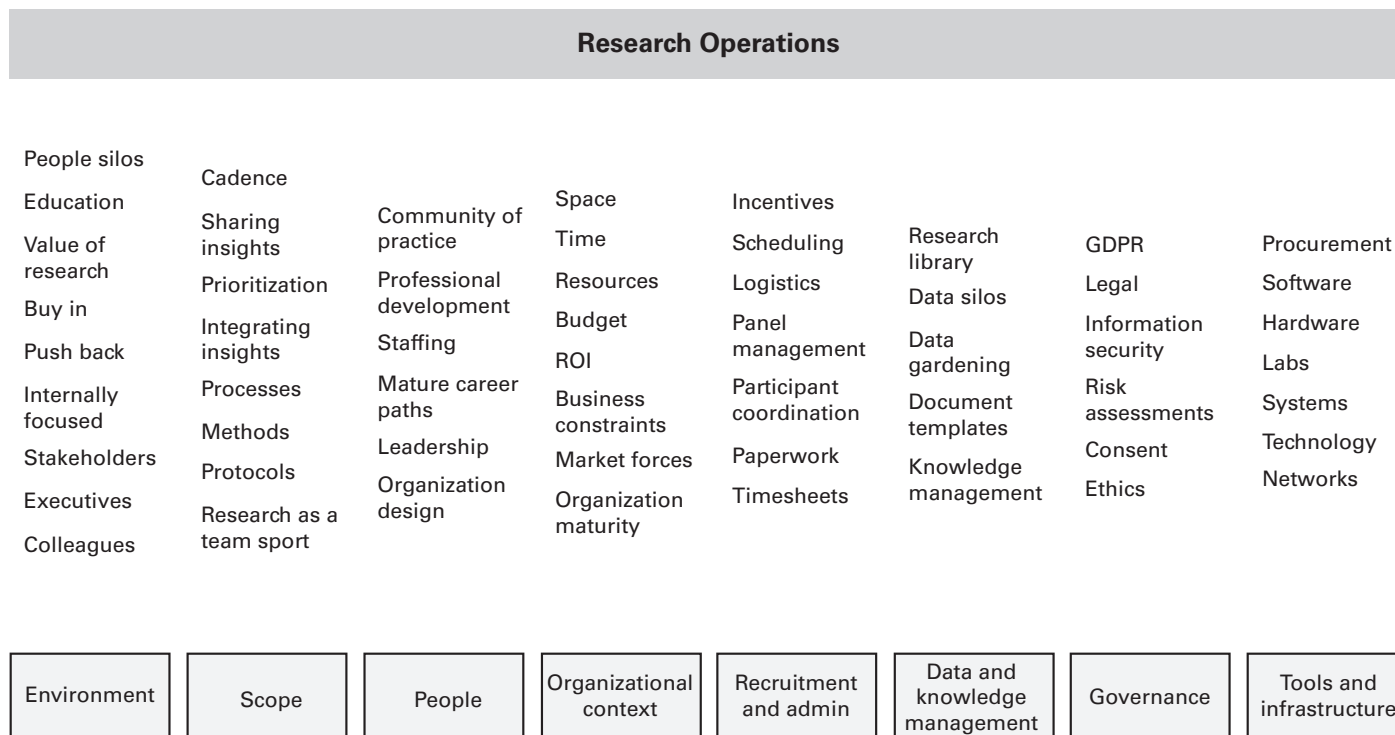 Research Operations
People silos
Education
Value of
research
Buy in
Push back
Internally
focused
Stakeholders
Executives
Colleagues
Cadence
Sharing
insights
Prioritization
Integrating
insights
Processes
Methods
Protocols
Research as a
team sport
Community of
practice
Professional
development
Staffing
Mature career
paths
Leadership
Organization
design
Space
Time
Resources
Budget
ROI
Business
constraints
Market forces
Organization
maturity
Incentives
Scheduling
Logistics
Panel
management
Participant
coordination
Paperwork
Timesheets
Research
library
Data silos
Data
gardening
Document
templates
Knowledge
management
GDPR
Legal
Information
security
Risk
assessments
Consent
Ethics
Procurement
Software
Hardware
Labs
Systems
Technology
Networks
Environment
Scope
People
Organizational
context
Recruitment
and admin
Data and
knowledge
management
Governance
Tools and
infrastructure